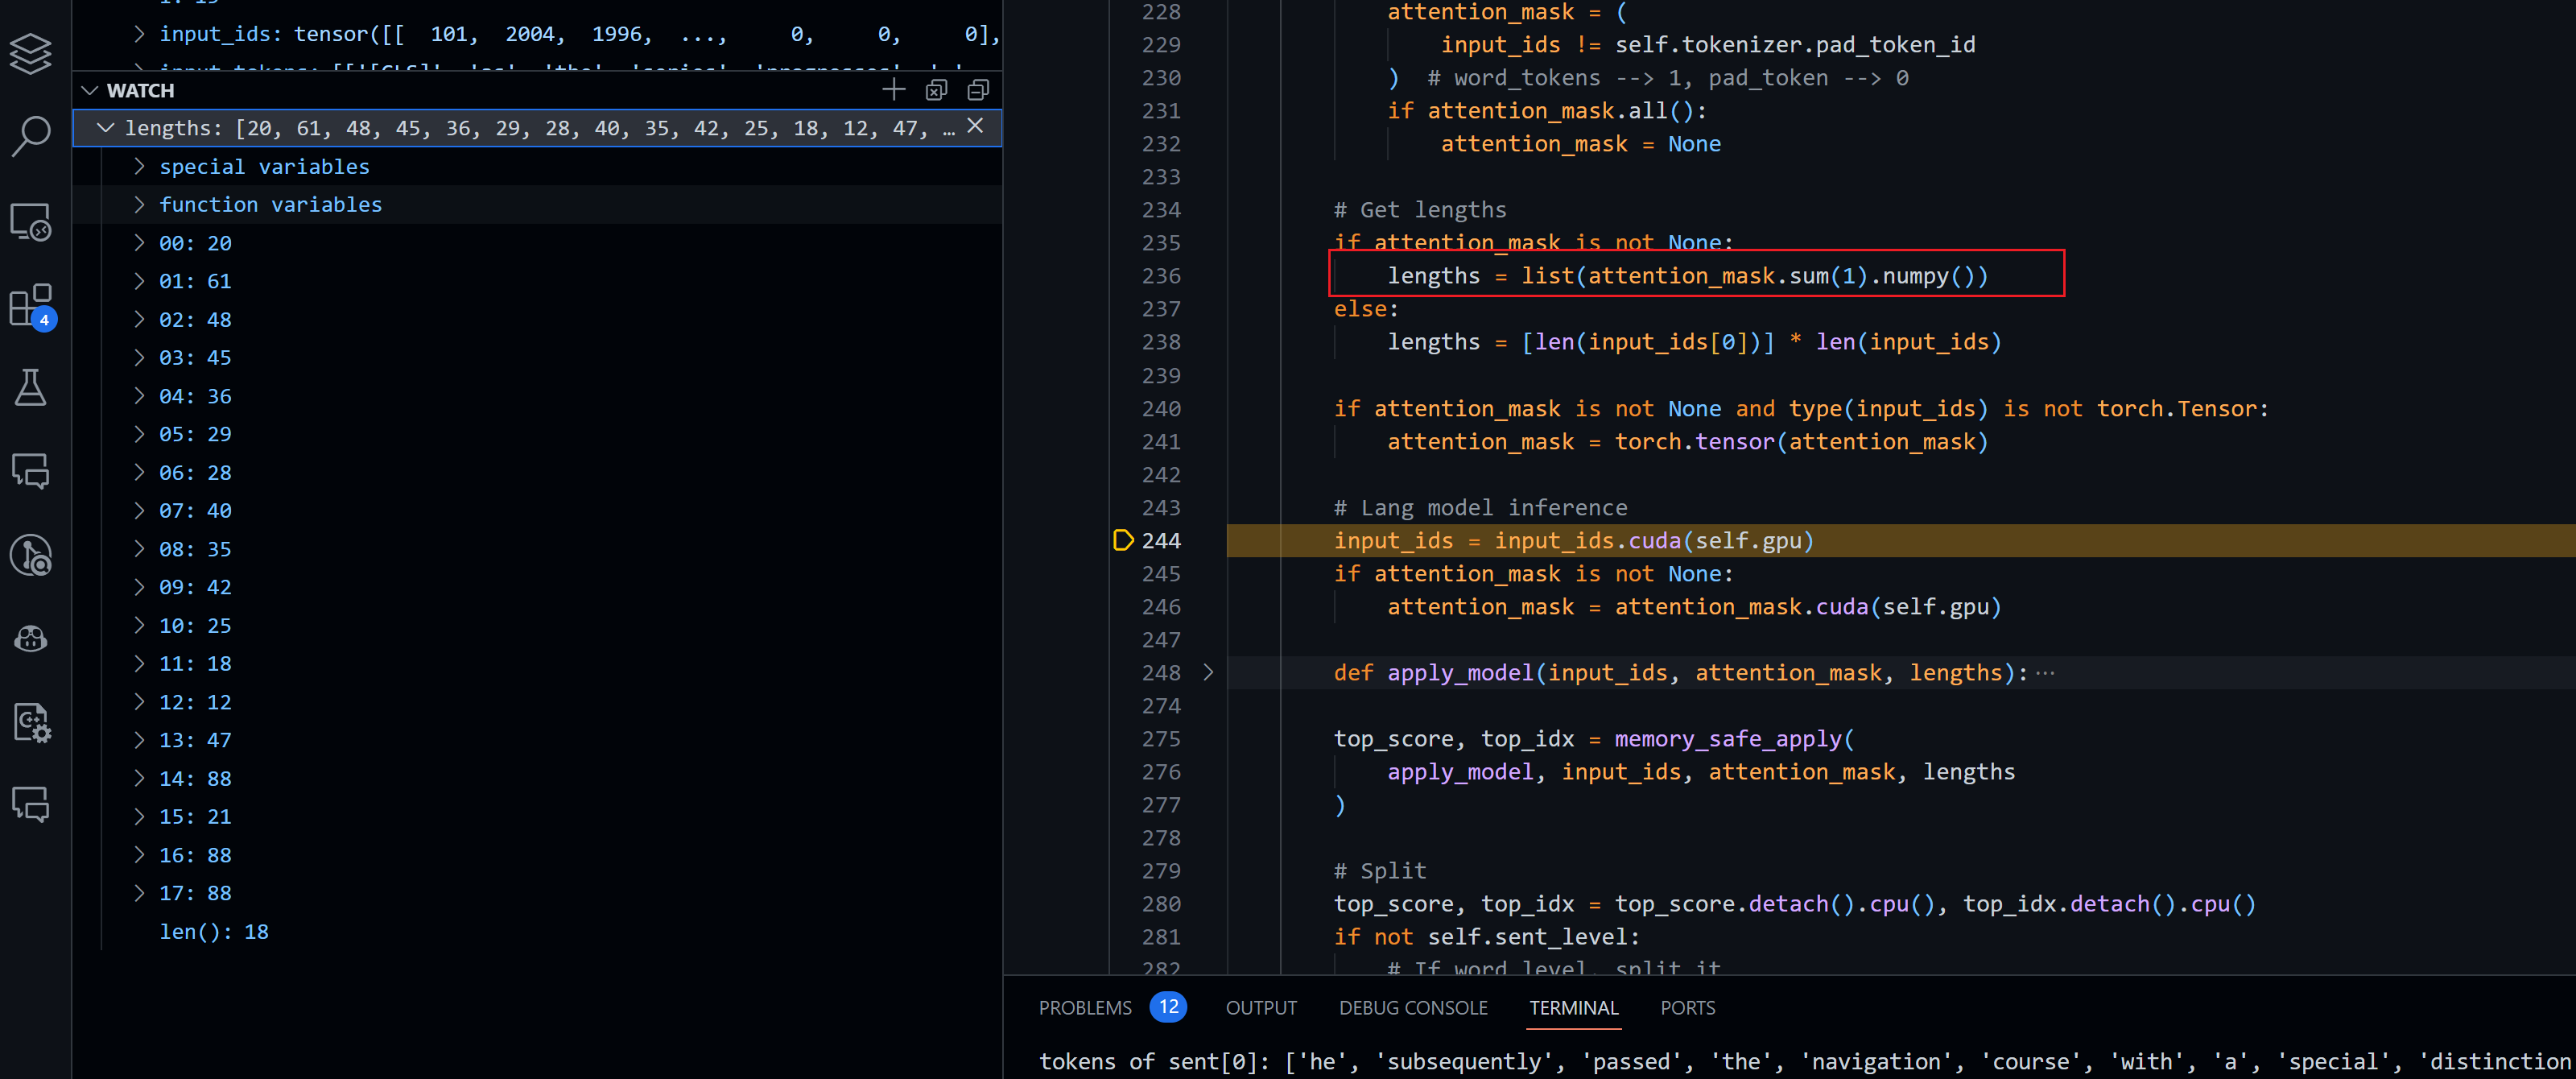 input_ids: tensor([[ 101, 2004, 1996, ..., 0, 0, 0],
WATCH
lengths: [20, 61, 48, 45, 36, 29, 28, 40, 35, 42, 25, 18, 12, 47, …
special variables
function variables
00: 20
01: 61
02: 48
03: 45
04: 36
05: 29
06: 28
07: 40
08: 35
09: 42
10: 25
11: 18
12: 12
13: 47
14: 88
15: 21
16: 88
17: 88
len(): 18
4
228 attention_mask = (
229 input_ids != self.tokenizer.pad_token_id
230 ) # word_tokens --> 1, pad_token --> 0
231 if attention_mask.all():
232 attention_mask = None
233
234 # Get lengths
235 if attention_mask is not None:
236 lengths = list(attention_mask.sum(1).numpy())
237 else:
238 lengths = [len(input_ids[0])] * len(input_ids)
239
240 if attention_mask is not None and type(input_ids) is not torch.Tensor:
241 attention_mask = torch.tensor(attention_mask)
242
243 # Lang model inference
244 input_ids = input_ids.cuda(self.gpu)
245 if attention_mask is not None:
246 attention_mask = attention_mask.cuda(self.gpu)
247
248 def apply_model(input_ids, attention_mask, lengths):···
274
275 top_score, top_idx = memory_safe_apply(
276 apply_model, input_ids, attention_mask, lengths
277 )
278
279 # Split
280 top_score, top_idx = top_score.detach().cpu(), top_idx.detach().cpu()
281 if not self.sent_level:
282 # If word level, split it
PROBLEMS 12 OUTPUT DEBUG CONSOLE TERMINAL PORTS
tokens of sent[0]: ['he', 'subsequently', 'passed', 'the', 'navigation', 'course', 'with', 'a', 'special', 'distinction